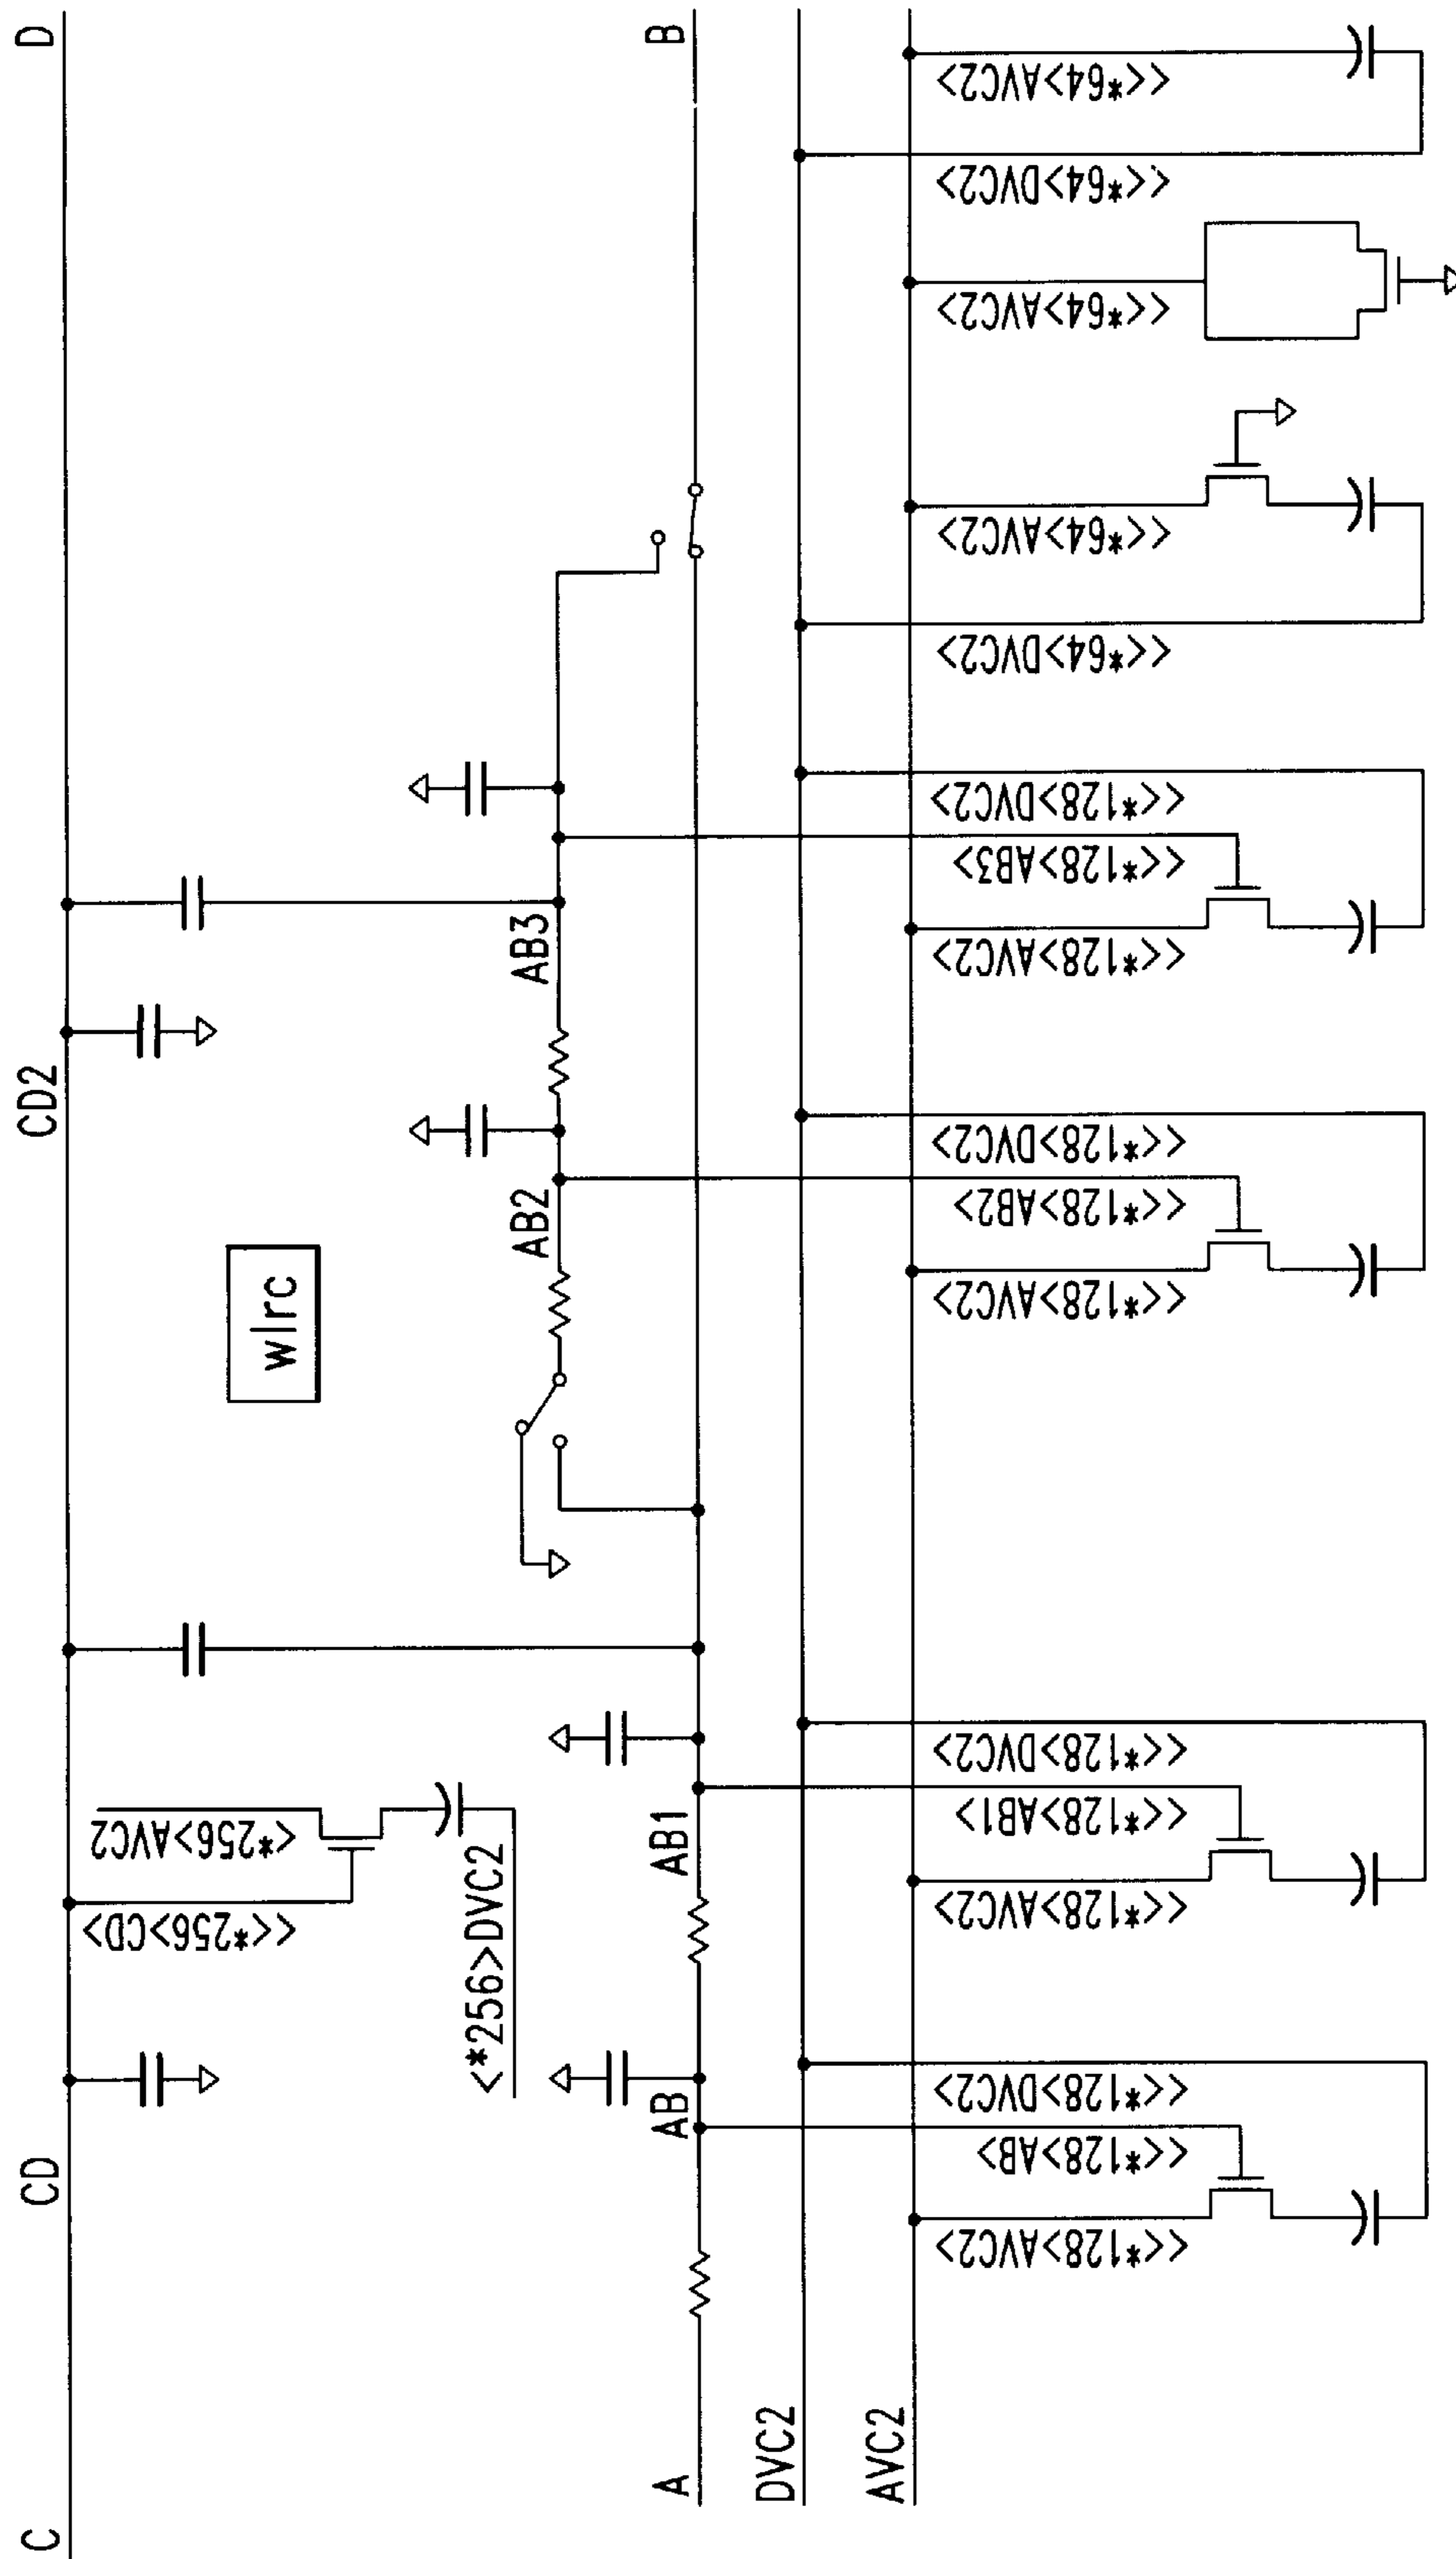 C
CD
CD2
D
<<*256>CD>
<*256>AVC2
<*256>DVC2
wlrc
A
AB
AB1
AB2
AB3
B
DVC2
AVC2
<<*128>AVC2>
<<*128>AB>
<<*128>DVC2>
<<*128>AVC2>
<<*128>AB1>
<<*128>DVC2>
<<*128>AVC2>
<<*128>AB2>
<<*128>DVC2>
<<*128>AVC2>
<<*128>AB3>
<<*128>DVC2>
<<*64>DVC2>
<<*64>AVC2>
<<*64>AVC2>
<<*64>DVC2>
<<*64>AVC2>